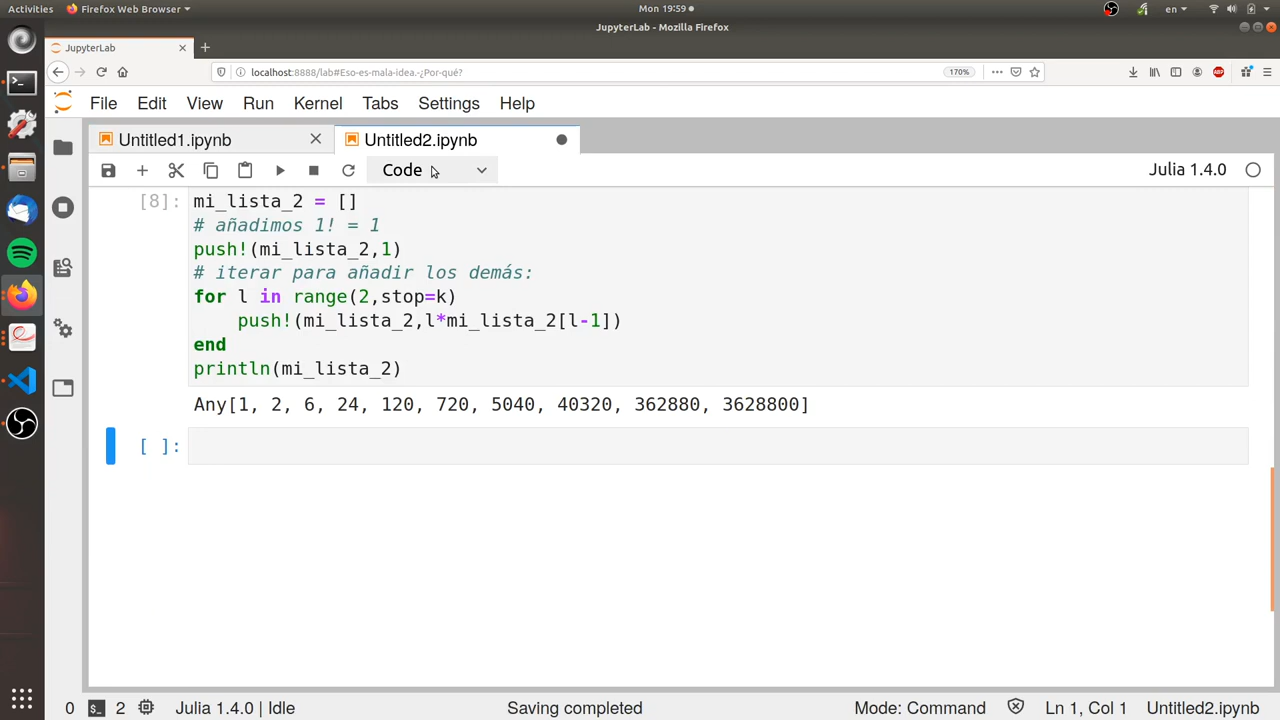 Activities Firefox Web Browser Mon 19:59 en
JupyterLab - Mozilla Firefox
JupyterLab
localhost:8888/lab#Eso-es-mala-idea.-¿Por-qué? 170% ABP
File Edit View Run Kernel Tabs Settings Help
Untitled1.ipynb Untitled2.ipynb
Code Julia 1.4.0
[8]: mi_lista_2 = []
# añadimos 1! = 1
push!(mi_lista_2,1)
# iterar para añadir los demás:
for l in range(2,stop=k)
    push!(mi_lista_2,l*mi_lista_2[l-1])
end
println(mi_lista_2)
Any[1, 2, 6, 24, 120, 720, 5040, 40320, 362880, 3628800]
[ ]:
0 2 Julia 1.4.0 | Idle Saving completed Mode: Command Ln 1, Col 1 Untitled2.ipynb